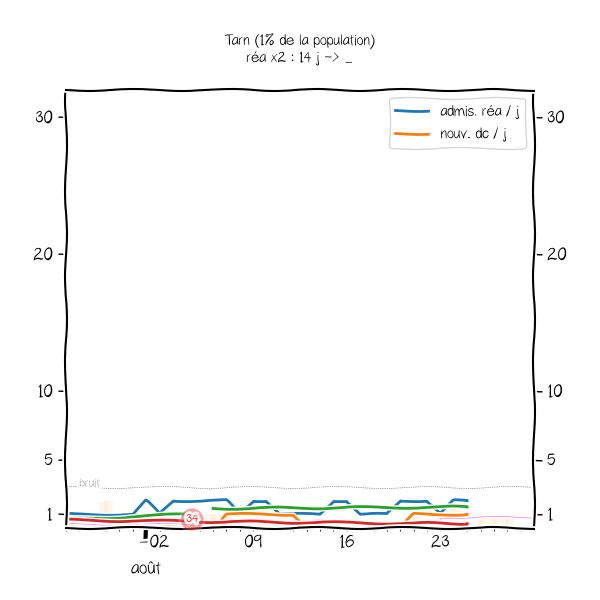 Tarn (1% de la population)
réa x2 : 14 j -> _
admis. réa / j
nouv. dc / j
30
30
20
20
10
10
5
5
... bruit
1
1
34
02
09
16
23
août